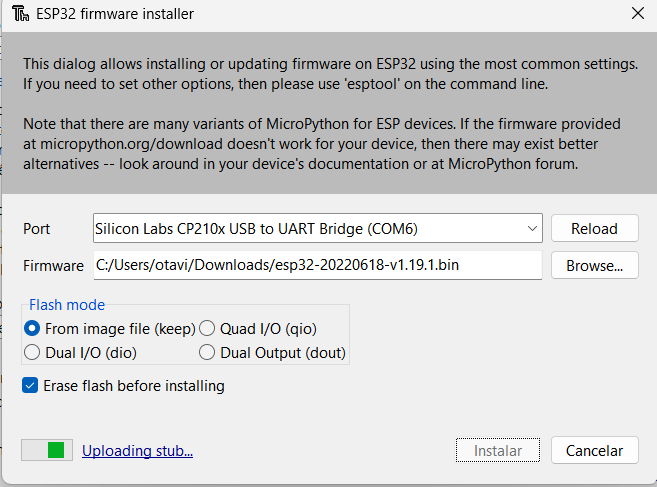 ESP32 firmware installer
This dialog allows installing or updating firmware on ESP32 using the most common settings.
If you need to set other options, then please use 'esptool' on the command line.
Note that there are many variants of MicroPython for ESP devices. If the firmware provided
at micropython.org/download doesn't work for your device, then there may exist better
alternatives -- look around in your device's documentation or at MicroPython forum.
Port Silicon Labs CP210x USB to UART Bridge (COM6) Reload
Firmware C:/Users/otavi/Downloads/esp32-20220618-v1.19.1.bin Browse...
Flash mode
From image file (keep) Quad I/O (qio)
Dual I/O (dio) Dual Output (dout)
Erase flash before installing
Uploading stub... Instalar Cancelar